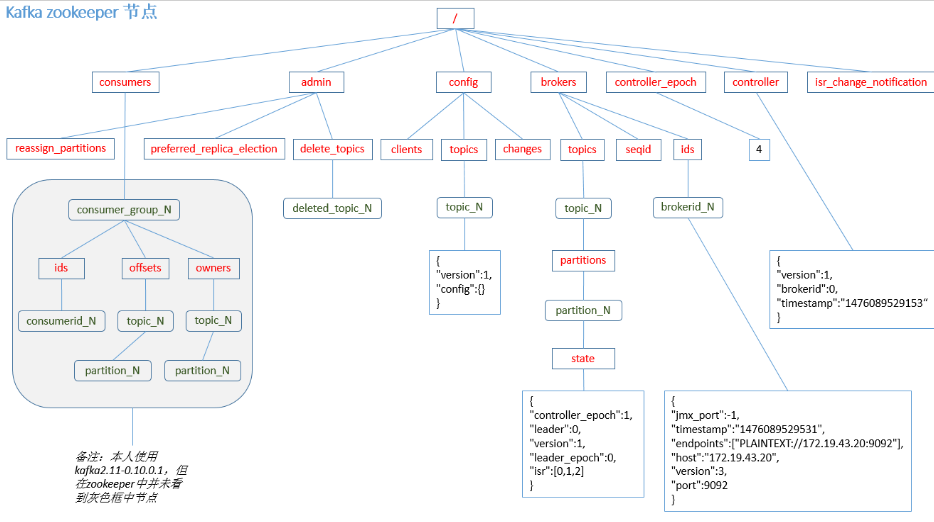 Kafka zookeeper 节点
/
consumers
admin
config
brokers
controller_epoch
controller
isr_change_notification
reassign_partitions
preferred_replica_election
delete_topics
clients
topics
changes
topics
seqid
ids
4
consumer_group_N
deleted_topic_N
topic_N
topic_N
brokerid_N
ids
offsets
owners
consumerid_N
topic_N
topic_N
partition_N
partition_N
{
"version":1,
"config":{}
}
partitions
partition_N
state
{
"version":1,
"brokerid":0,
"timestamp":"1476089529153"
}
{
"controller_epoch":1,
"leader":0,
"version":1,
"leader_epoch":0,
"isr":[0,1,2]
}
{
"jmx_port":-1,
"timestamp":"1476089529531",
"endpoints":["PLAINTEXT://172.19.43.20:9092"],
"host":"172.19.43.20",
"version":3,
"port":9092
}
备注：本人使用
kafka2.11-0.10.0.1，但
在zookeeper中并未看
到灰色框中节点